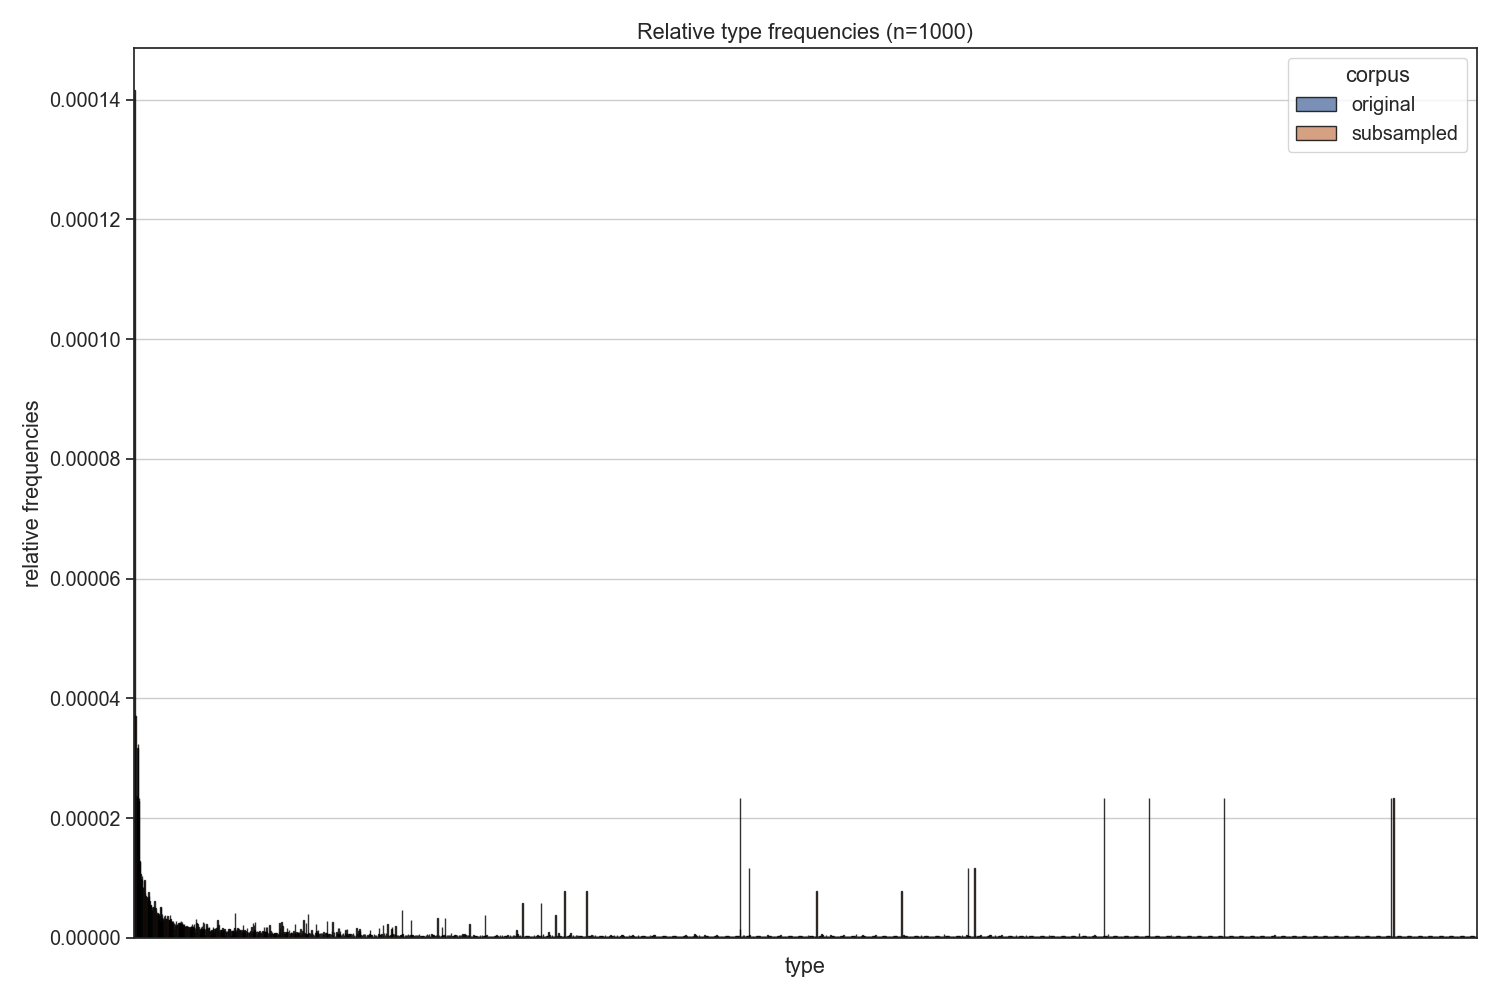 Relative type frequencies (n=1000)
corpus
original
subsampled
0.00014
0.00012
0.00010
0.00008
0.00006
0.00004
0.00002
0.00000
relative frequencies
type